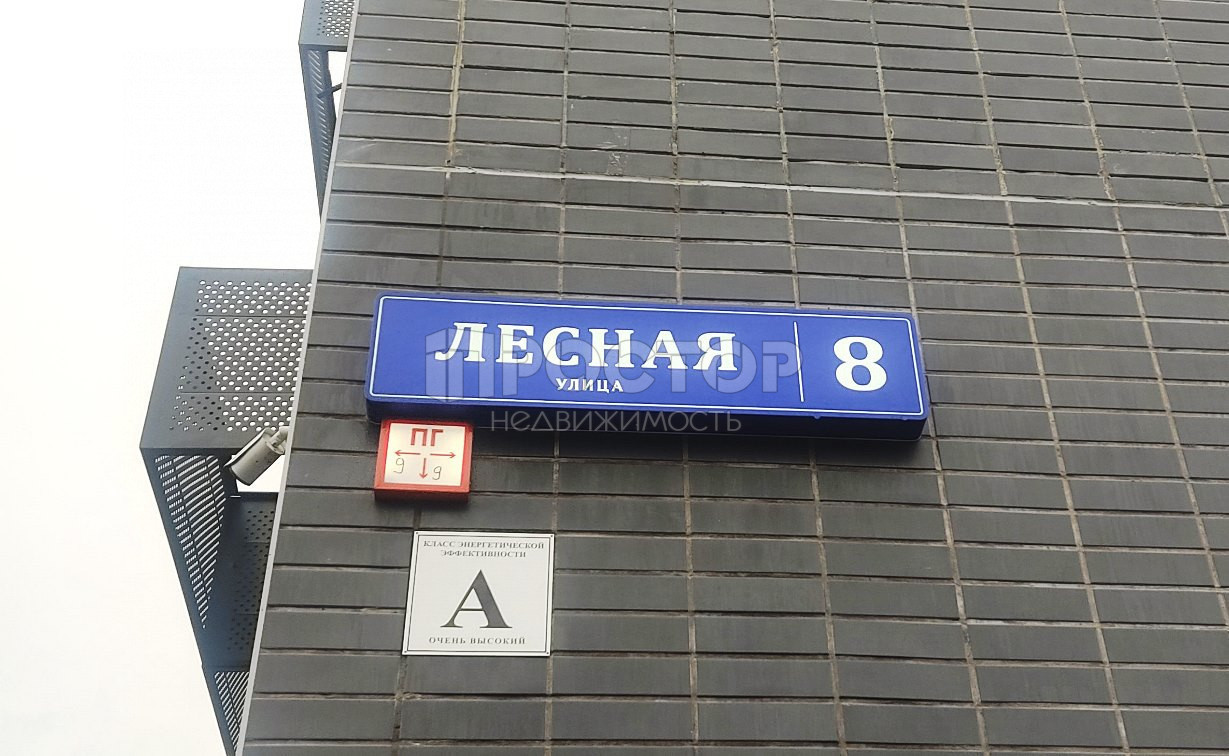 ЛЕСНАЯ
УЛИЦА
8
ПРОСТОР
НЕДВИЖИМОСТЬ
ПГ
9
9
КЛАСС ЭНЕРГЕТИЧЕСКОЙ
ЭФФЕКТИВНОСТИ
А
ОЧЕНЬ ВЫСОКИЙ